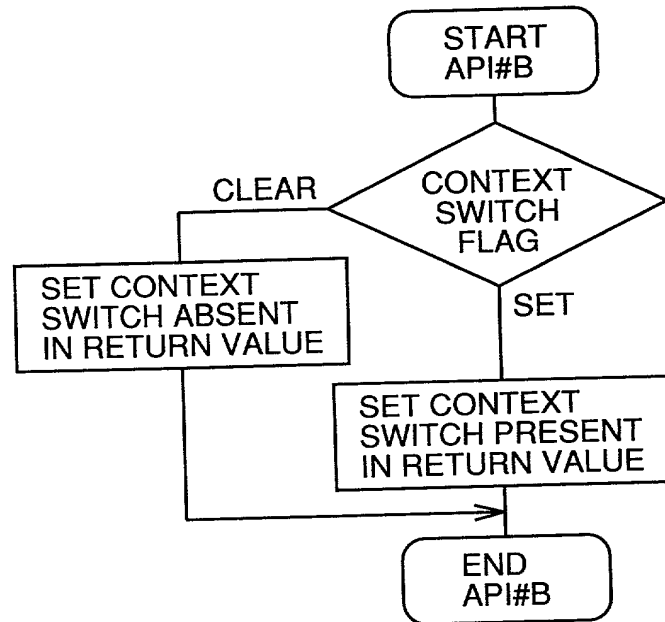 START
API#B
CLEAR
CONTEXT
SWITCH
FLAG
SET CONTEXT
SWITCH ABSENT
IN RETURN VALUE
SET
SET CONTEXT
SWITCH PRESENT
IN RETURN VALUE
END
API#B